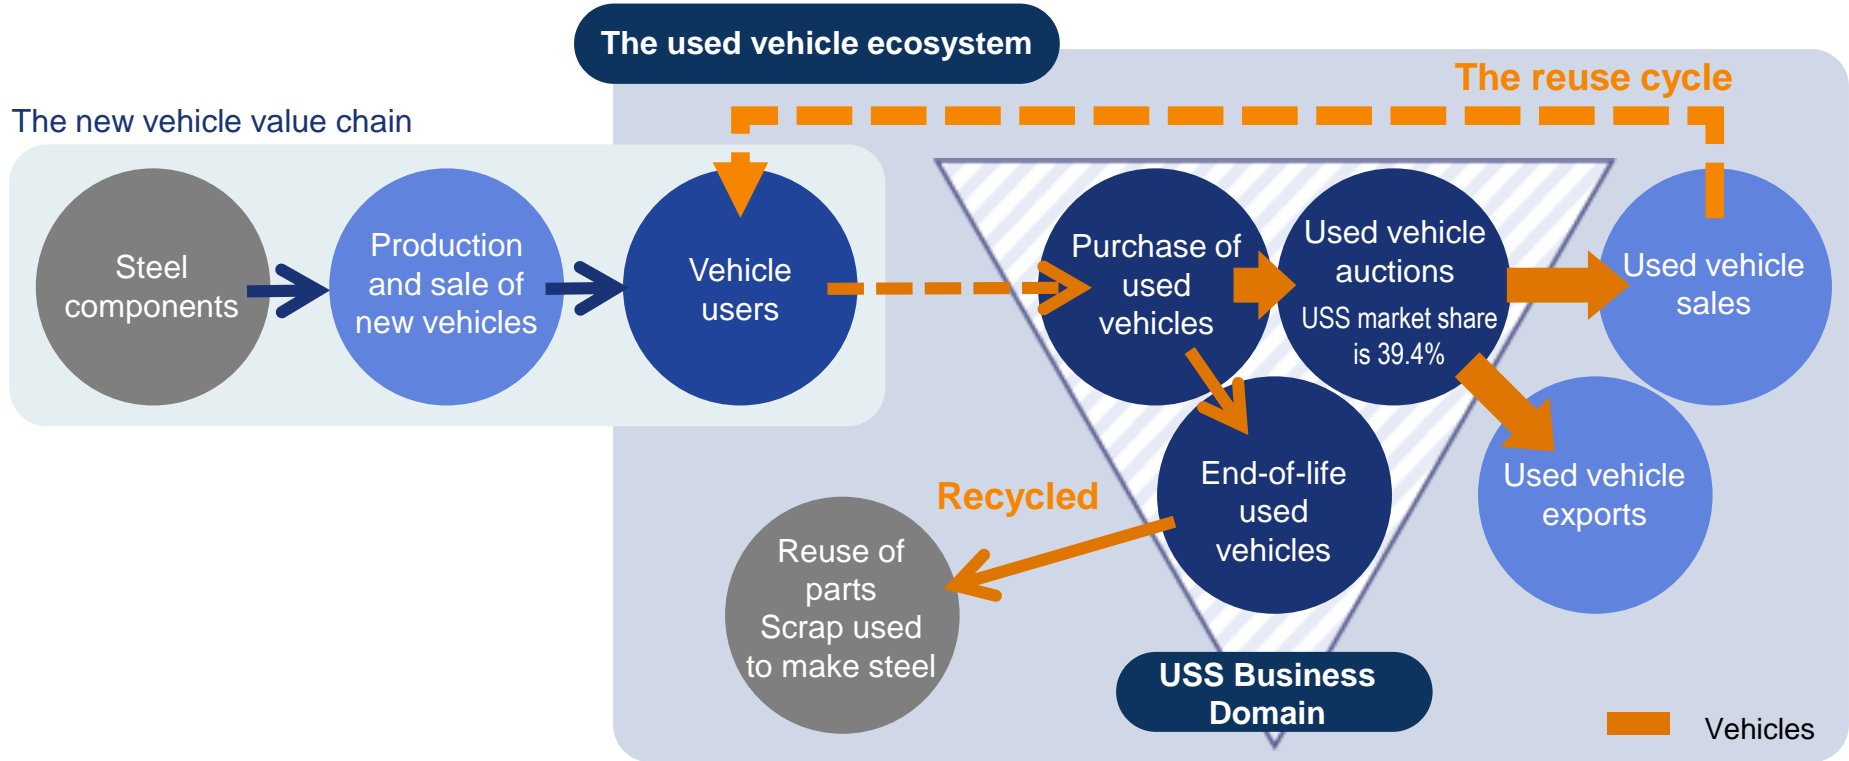 The used vehicle ecosystem
The reuse cycle
The new vehicle value chain
Steel
components
Production
and sale of
new vehicles
Vehicle
users
Purchase of
used
vehicles
Used vehicle
auctions
USS market share
is 39.4%
Used vehicle
sales
End-of-life
used
vehicles
Used vehicle
exports
Recycled
Reuse of
parts
Scrap used
to make steel
USS Business
Domain
Vehicles